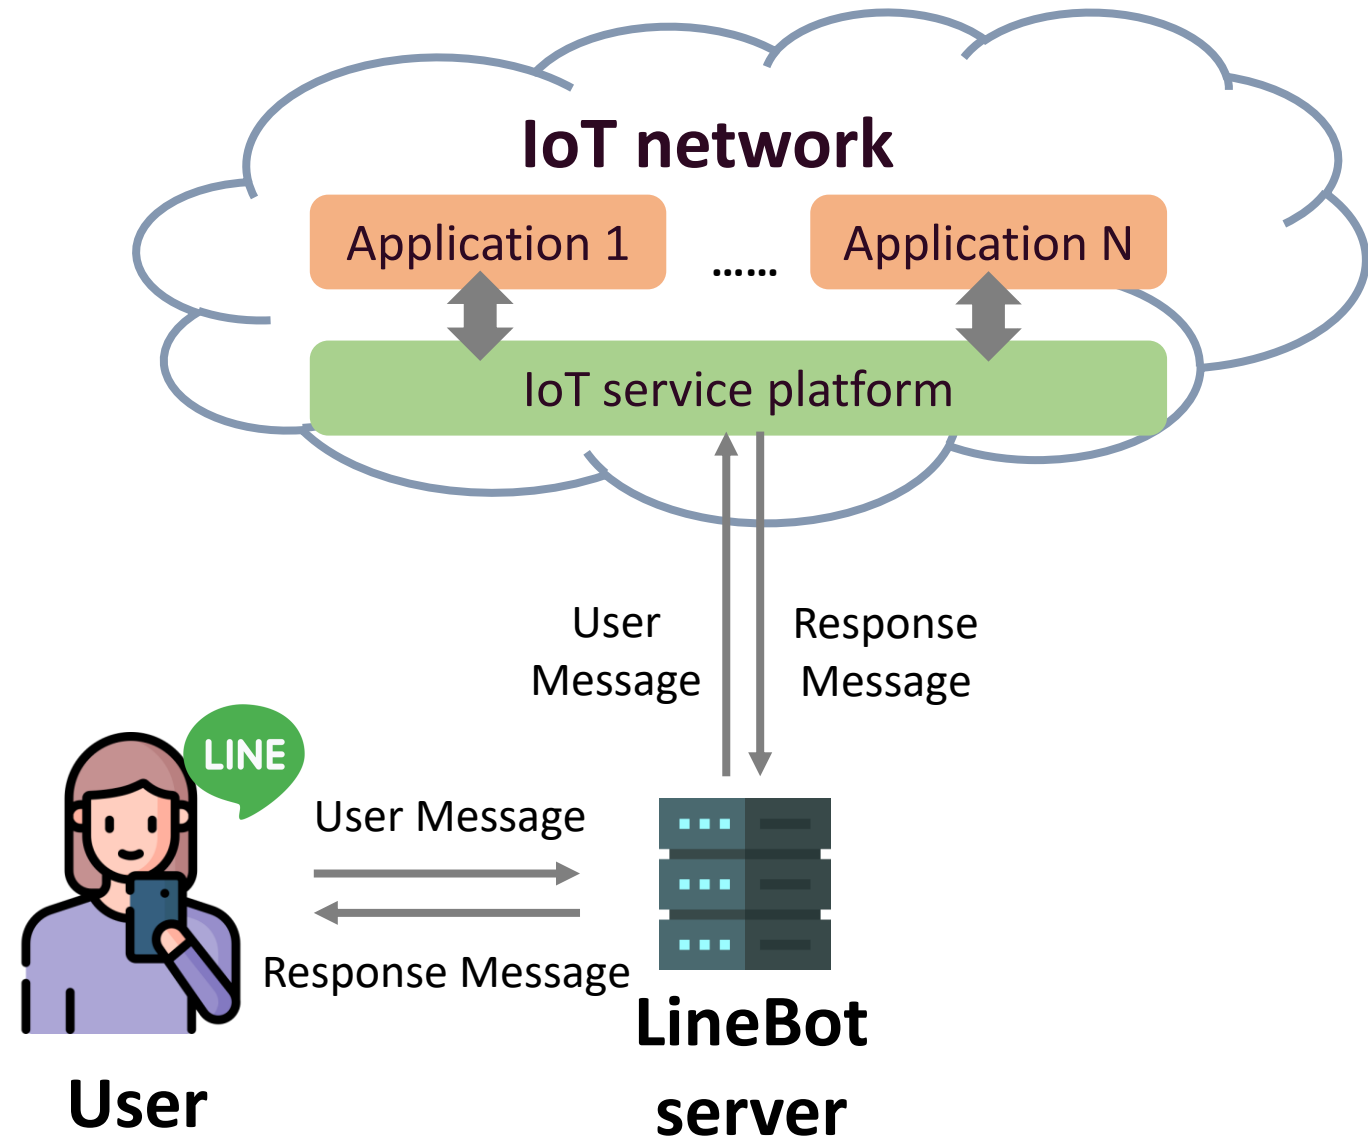 IoT network
Application 1
......
Application N
IoT service platform
User
Message
Response
Message
LINE
User Message
Response Message
LineBot
server
User